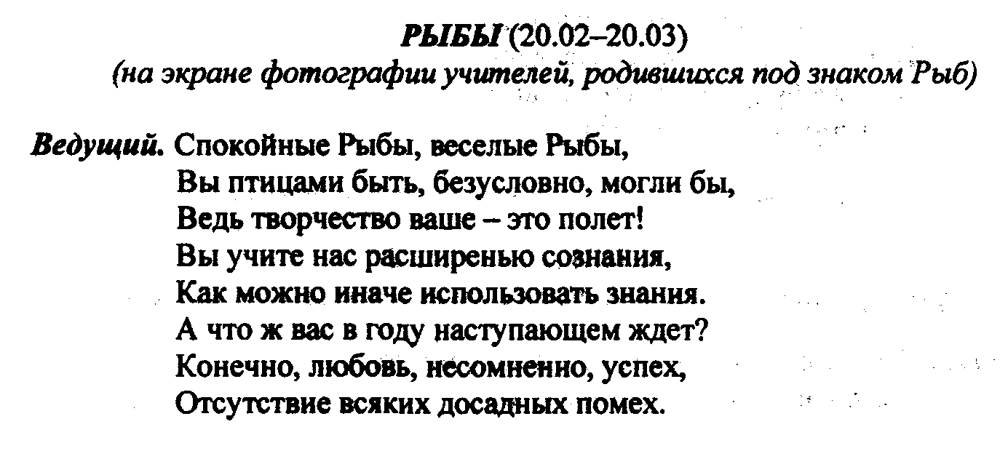 РЫБЫ (20.02–20.03)
(на экране фотографии учителей, родившихся под знаком Рыб)
Ведущий. Спокойные Рыбы, веселые Рыбы,
Вы птицами быть, безусловно, могли бы,
Ведь творчество ваше – это полет!
Вы учите нас расширенью сознания,
Как можно иначе использовать знания.
А что ж вас в году наступающем ждет?
Конечно, любовь, несомненно, успех,
Отсутствие всяких досадных помех.